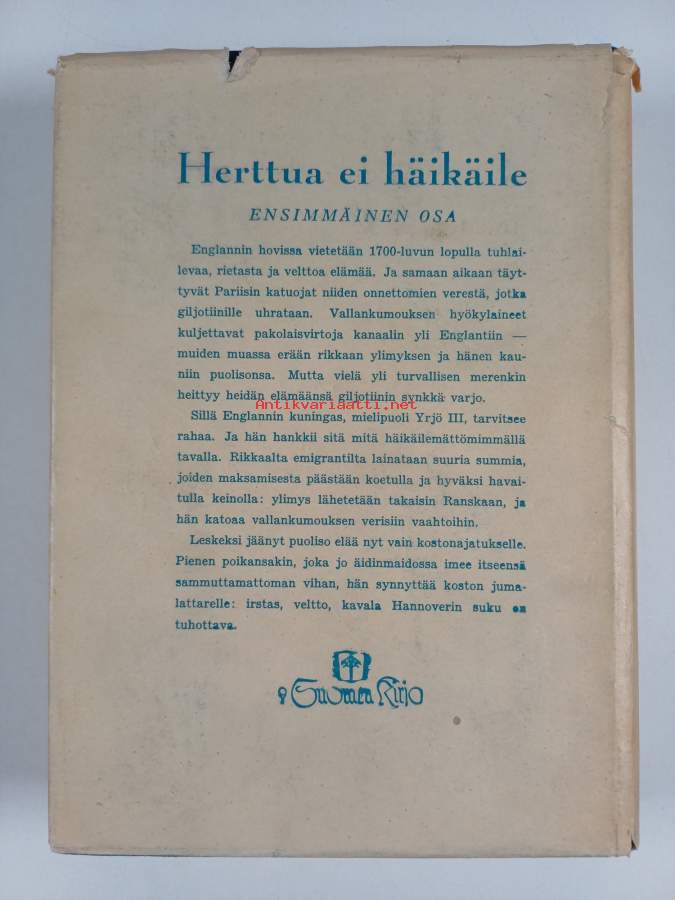 Herttua ei häikäile
ENSIMMÄINEN OSA
Englannin hovissa vietetään 1700-luvun lopulla tuhlai-
levaa, rietasta ja velttoa elämää. Ja samaan aikaan täyt-
tyvät Pariisin katuojat niiden onnettomien verestä, jotka
giljotiinille uhrataan. Vallankumouksen hyökylaineet
kuljettavat pakolaisvirtoja kanaalin yli Englantiin —
muiden muassa erään rikkaan ylimyksen ja hänen kau-
niin puolisonsa. Mutta vielä yli turvallisen merenkin
heittyy heidän elämäänsä giljotiinin synkkä varjo.
Antikvariaatti.net
Sillä Englannin kuningas, mielipuoli Yrjö III, tarvitsee
rahaa. Ja hän hankkii sitä mitä häikäilemättömimmällä
tavalla. Rikkaalta emigrantilta lainataan suuria summia,
joiden maksamisesta päästään koetulla ja hyväksi havai-
tulla keinolla: ylimys lähetetään takaisin Ranskaan, ja
hän katoaa vallankumouksen verisiin vaahtoihin.
Leskeksi jäänyt puoliso elää nyt vain kostonajatukselle.
Pienen poikansakin, joka jo äidinmaidossa imee itseensä
sammuttamattoman vihan, hän synnyttää koston juma-
lattarelle: irstas, veltto, kavala Hannoverin suku on
tuhottava.
Suomen Kirja